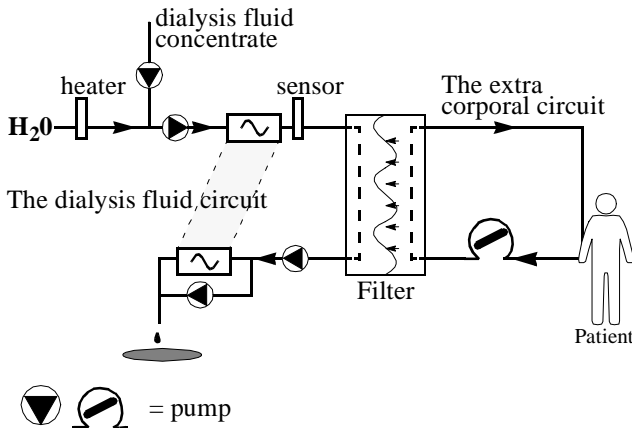 dialysis fluid
concentrate
heater
sensor
The extra
corporal circuit
H20
The dialysis fluid circuit
Filter
Patient
= pump